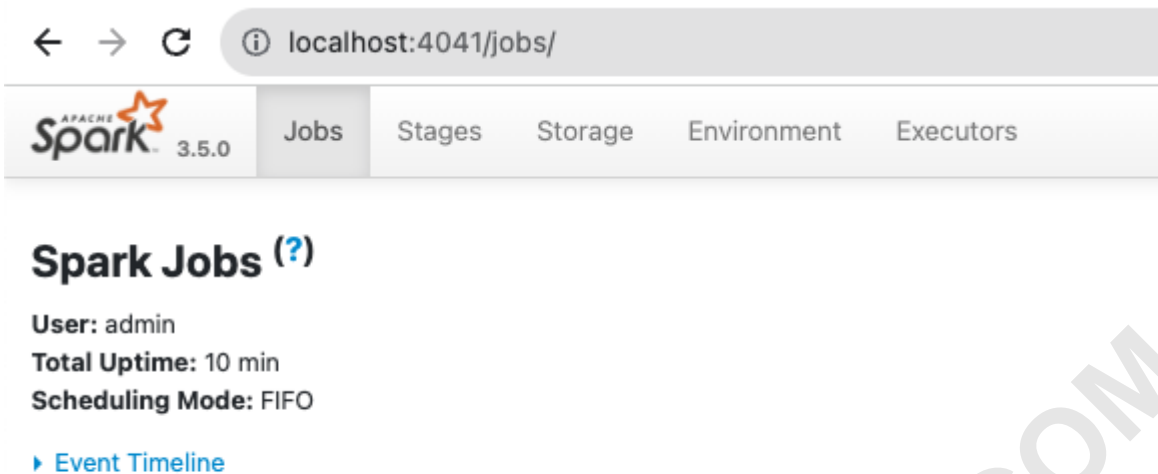 localhost:4041/jobs/
APACHE
Spark 3.5.0 Jobs Stages Storage Environment Executors
Spark Jobs (?)
User: admin
Total Uptime: 10 min
Scheduling Mode: FIFO
Event Timeline
OM